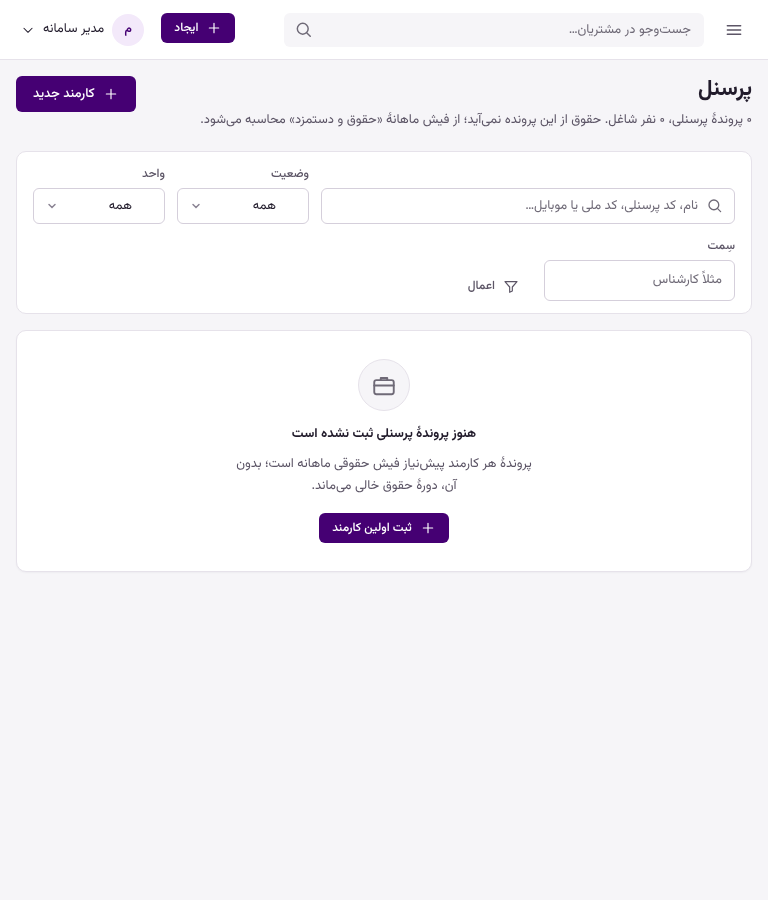 جست‌وجو در مشتریان...
ایجاد
م
مدیر سامانه
پرسنل
کارمند جدید
۰ پروندهٔ پرسنلی، ۰ نفر شاغل. حقوق از این پرونده نمی‌آید؛ از فیش ماهانهٔ «حقوق و دستمزد» محاسبه می‌شود.
وضعیت
واحد
نام، کد پرسنلی، کد ملی یا موبایل...
همه
همه
سِمت
مثلاً کارشناس
اعمال
هنوز پروندهٔ پرسنلی ثبت نشده است
پروندهٔ هر کارمند پیش‌نیاز فیش حقوقی ماهانه است؛ بدون
آن، دورهٔ حقوق خالی می‌ماند.
ثبت اولین کارمند